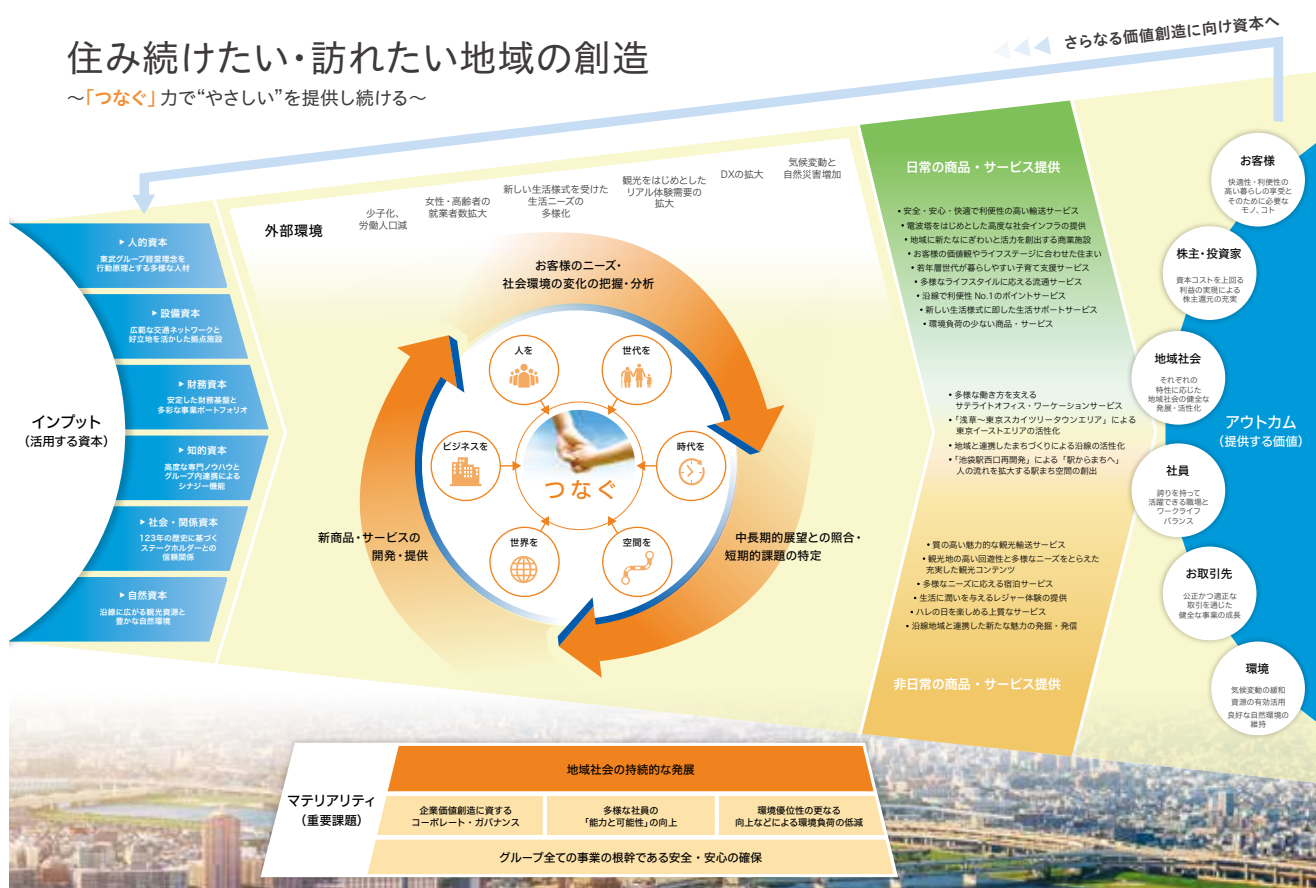 住み続けたい・訪れたい地域の創造
～「つなぐ」力で“やさしい”を提供し続ける～
さらなる価値創造に向け資本へ
インプット
（活用する資本）
▶ 人的資本
東武グループ経営理念を
行動原理とする多様な人材
▶ 設備資本
広範な交通ネットワークと
好立地を活かした拠点施設
▶ 財務資本
安定した財務基盤と
多彩な事業ポートフォリオ
▶ 知的資本
高度な専門ノウハウと
グループ内連携による
シナジー機能
▶ 社会・関係資本
123年の歴史に基づく
ステークホルダーとの
信頼関係
▶ 自然資本
沿線に広がる観光資源と
豊かな自然環境
外部環境
少子化、
労働人口減
女性・高齢者の
就業者数拡大
新しい生活様式を受けた
生活ニーズの
多様化
観光をはじめとした
リアル体験需要の
拡大
DXの拡大
気候変動と
自然災害増加
お客様のニーズ・
社会環境の変化の把握・分析
中長期的展望との照合・
短期的課題の特定
新商品・サービスの
開発・提供
人を
世代を
ビジネスを
時代を
世界を
空間を
つなぐ
日常の商品・サービス提供
• 安全・安心・快適で利便性の高い輸送サービス
• 電波塔をはじめとした高度な社会インフラの提供
• 地域に新たなにぎわいと活力を創出する商業施設
• お客様の価値観やライフステージに合わせた住まい
• 若年層世代が暮らしやすい子育て支援サービス
• 多様なライフスタイルに応える流通サービス
• 沿線で利便性 No.1のポイントサービス
• 新しい生活様式に即した生活サポートサービス
• 環境負荷の少ない商品・サービス
• 多様な働き方を支える
サテライトオフィス・ワーケーションサービス
• 「浅草～東京スカイツリータウンエリア」による
東京イーストエリアの活性化
• 地域と連携したまちづくりによる沿線の活性化
• 「池袋駅西口再開発」による「駅からまちへ」
人の流れを拡大する駅まち空間の創出
• 質の高い魅力的な観光輸送サービス
• 観光地の高い回遊性と多様なニーズをとらえた
充実した観光コンテンツ
• 多様なニーズに応える宿泊サービス
• 生活に潤いを与えるレジャー体験の提供
• ハレの日を楽しめる上質なサービス
• 沿線地域と連携した新たな魅力の発掘・発信
非日常の商品・サービス提供
アウトカム
（提供する価値）
お客様
快適性・利便性の
高い暮らしの享受と
そのために必要な
モノ、コト
株主・投資家
資本コストを上回る
利益の実現による
株主還元の充実
地域社会
それぞれの
特性に応じた
地域社会の健全な
発展・活性化
社員
誇りを持って
活躍できる職場と
ワークライフ
バランス
お取引先
公正かつ適正な
取引を通じた
健全な事業の成長
環境
気候変動の緩和
資源の有効活用
良好な自然環境の
維持
マテリアリティ
（重要課題）
地域社会の持続的な発展
企業価値創造に資する
コーポレート・ガバナンス
多様な社員の
「能力と可能性」の向上
環境優位性の更なる
向上などによる環境負荷の低減
グループ全ての事業の根幹である安全・安心の確保